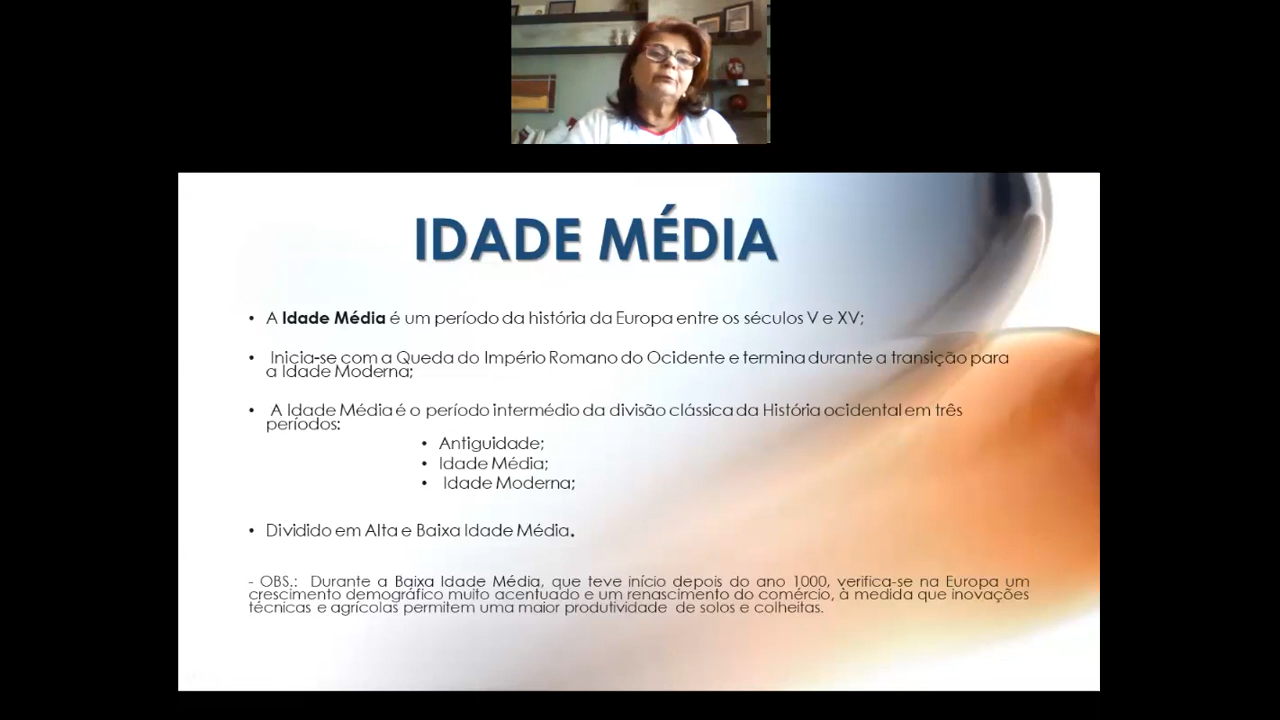 IDADE MÉDIA
• A Idade Média é um período da história da Europa entre os séculos V e XV;
• Inicia-se com a Queda do Império Romano do Ocidente e termina durante a transição para
a Idade Moderna;
• A Idade Média é o período intermédio da divisão clássica da História ocidental em três
períodos:
• Antiguidade;
• Idade Média;
• Idade Moderna;
• Dividido em Alta e Baixa Idade Média.
- OBS.: Durante a Baixa Idade Média, que teve início depois do ano 1000, verifica-se na Europa um
crescimento demográfico muito acentuado e um renascimento do comércio, à medida que inovações
técnicas e agrícolas permitem uma maior produtividade de solos e colheitas.